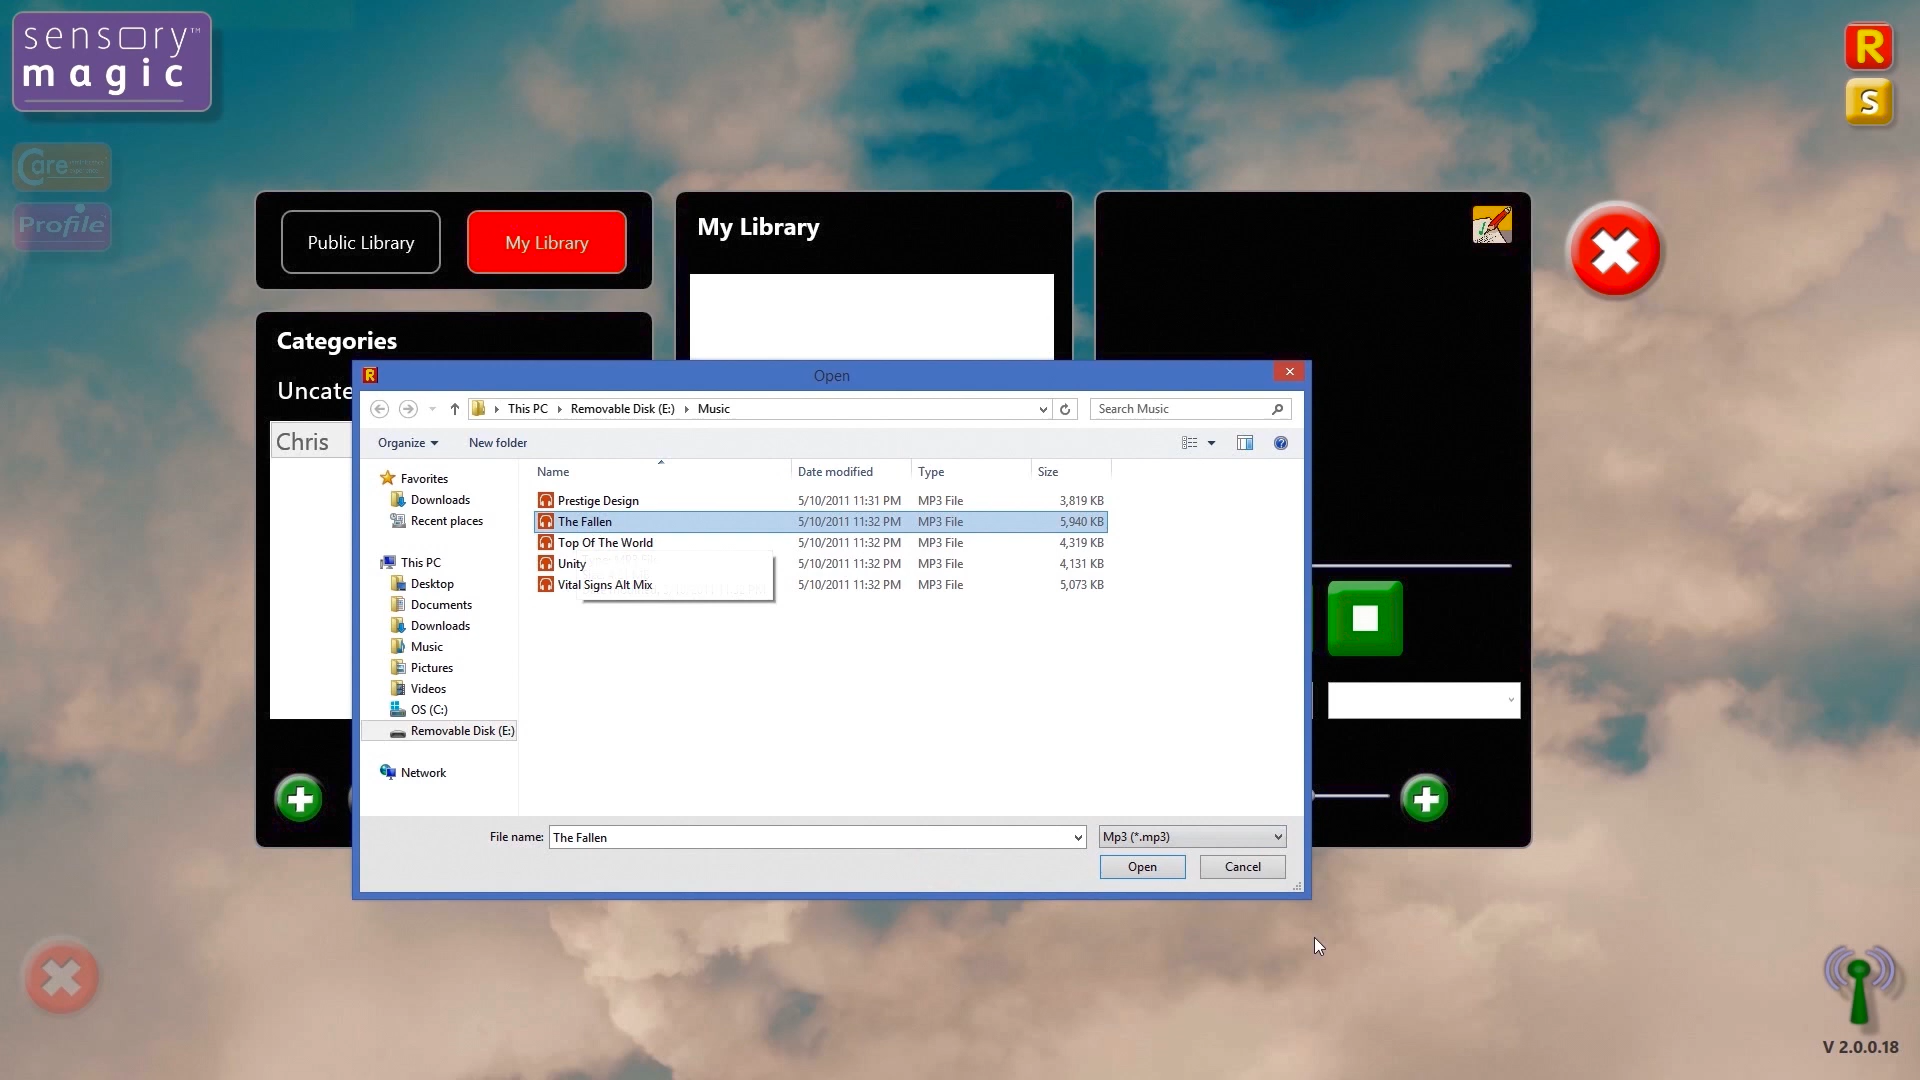 sensory™
magic
R
S
Care
Profile
Public Library
My Library
My Library
Categories
Uncate
Chris
R
Open
This PC
Removable Disk (E:)
Music
Search Music
Organize
New folder
Name Date modified Type Size
Prestige Design 5/10/2011 11:31 PM MP3 File 3,819 KB
The Fallen 5/10/2011 11:32 PM MP3 File 5,940 KB
Top Of The World 5/10/2011 11:32 PM MP3 File 4,319 KB
Unity 5/10/2011 11:32 PM MP3 File 4,131 KB
Vital Signs Alt Mix 5/10/2011 11:32 PM MP3 File 5,073 KB
Favorites
Downloads
Recent places
This PC
Desktop
Documents
Downloads
Music
Pictures
Videos
OS (C:)
Removable Disk (E:)
Network
File name: The Fallen
Mp3 (*.mp3)
Open
Cancel
V 2.0.0.18